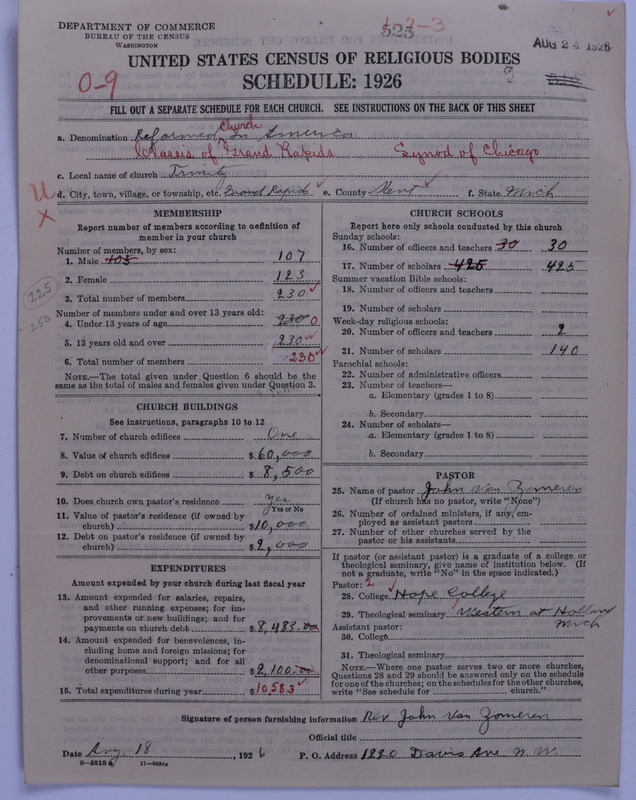 DEPARTMENT OF COMMERCE
BUREAU OF THE CENSUS
WASHINGTON
523
AUG 24 1926
UNITED STATES CENSUS OF RELIGIOUS BODIES
SCHEDULE: 1926
0-9
FILL OUT A SEPARATE SCHEDULE FOR EACH CHURCH. SEE INSTRUCTIONS ON THE BACK OF THIS SHEET
a. Denomination Reformed Church in America
Classis of Grand Rapids Synod of Chicago
c. Local name of church Trinity
d. City, town, village, or township, etc. Grand Rapids e. County Kent f. State Mich
MEMBERSHIP
Report number of members according to definition of
member in your church
Number of members, by sex:
1. Male 105 107
2. Female 123
3. Total number of members 230
225
250
Number of members under and over 13 years old:
4. Under 13 years of age 230 0
5. 13 years old and over 230
6. Total number of members 230
NOTE.—The total given under Question 6 should be the
same as the total of males and females given under Question 3.
CHURCH BUILDINGS
See instructions, paragraphs 10 to 12
7. Number of church edifices One
8. Value of church edifices $ 60,000
9. Debt on church edifices $ 8,500
10. Does church own pastor's residence yes
Yes or No
11. Value of pastor's residence (if owned by
church) $10,000
12. Debt on pastor's residence (if owned by
church) $2,000
EXPENDITURES
Amount expended by your church during last fiscal year
13. Amount expended for salaries, repairs,
and other running expenses; for im-
provements of new buildings; and for
payments on church debt $8,483.00
14. Amount expended for benevolences, in-
cluding home and foreign missions; for
denominational support; and for all
other purposes $2,100.00
15. Total expenditures during year $10,583
CHURCH SCHOOLS
Report here only schools conducted by this church
Sunday schools:
16. Number of officers and teachers 30 30
17. Number of scholars 425 425
Summer vacation Bible schools:
18. Number of officers and teachers
19. Number of scholars
Week-day religious schools:
20. Number of officers and teachers 2
21. Number of scholars 140
Parochial schools:
22. Number of administrative officers
23. Number of teachers—
a. Elementary (grades 1 to 8)
b. Secondary
24. Number of scholars—
a. Elementary (grades 1 to 8)
b. Secondary
PASTOR
25. Name of pastor John Van Zomeren
(If church has no pastor, write "None")
26. Number of ordained ministers, if any, em-
ployed as assistant pastors
27. Number of other churches served by the
pastor or his assistants
If pastor (or assistant pastor) is a graduate of a college or
theological seminary, give name of institution below. (If
not a graduate, write "No" in the space indicated.)
Pastor: 2
28. College Hope College
29. Theological seminary Western at Holland
Mich
Assistant pastor:
30. College
31. Theological seminary
NOTE.—Where one pastor serves two or more churches,
Questions 28 and 29 should be answered only on the schedule
for one of the churches; on the schedules for the other churches,
write "See schedule for church."
Signature of person furnishing information Rev. John Van Zomeren
Official title
Date Aug 18, 1926 P. O. Address 1220 Davis Ave N.W.